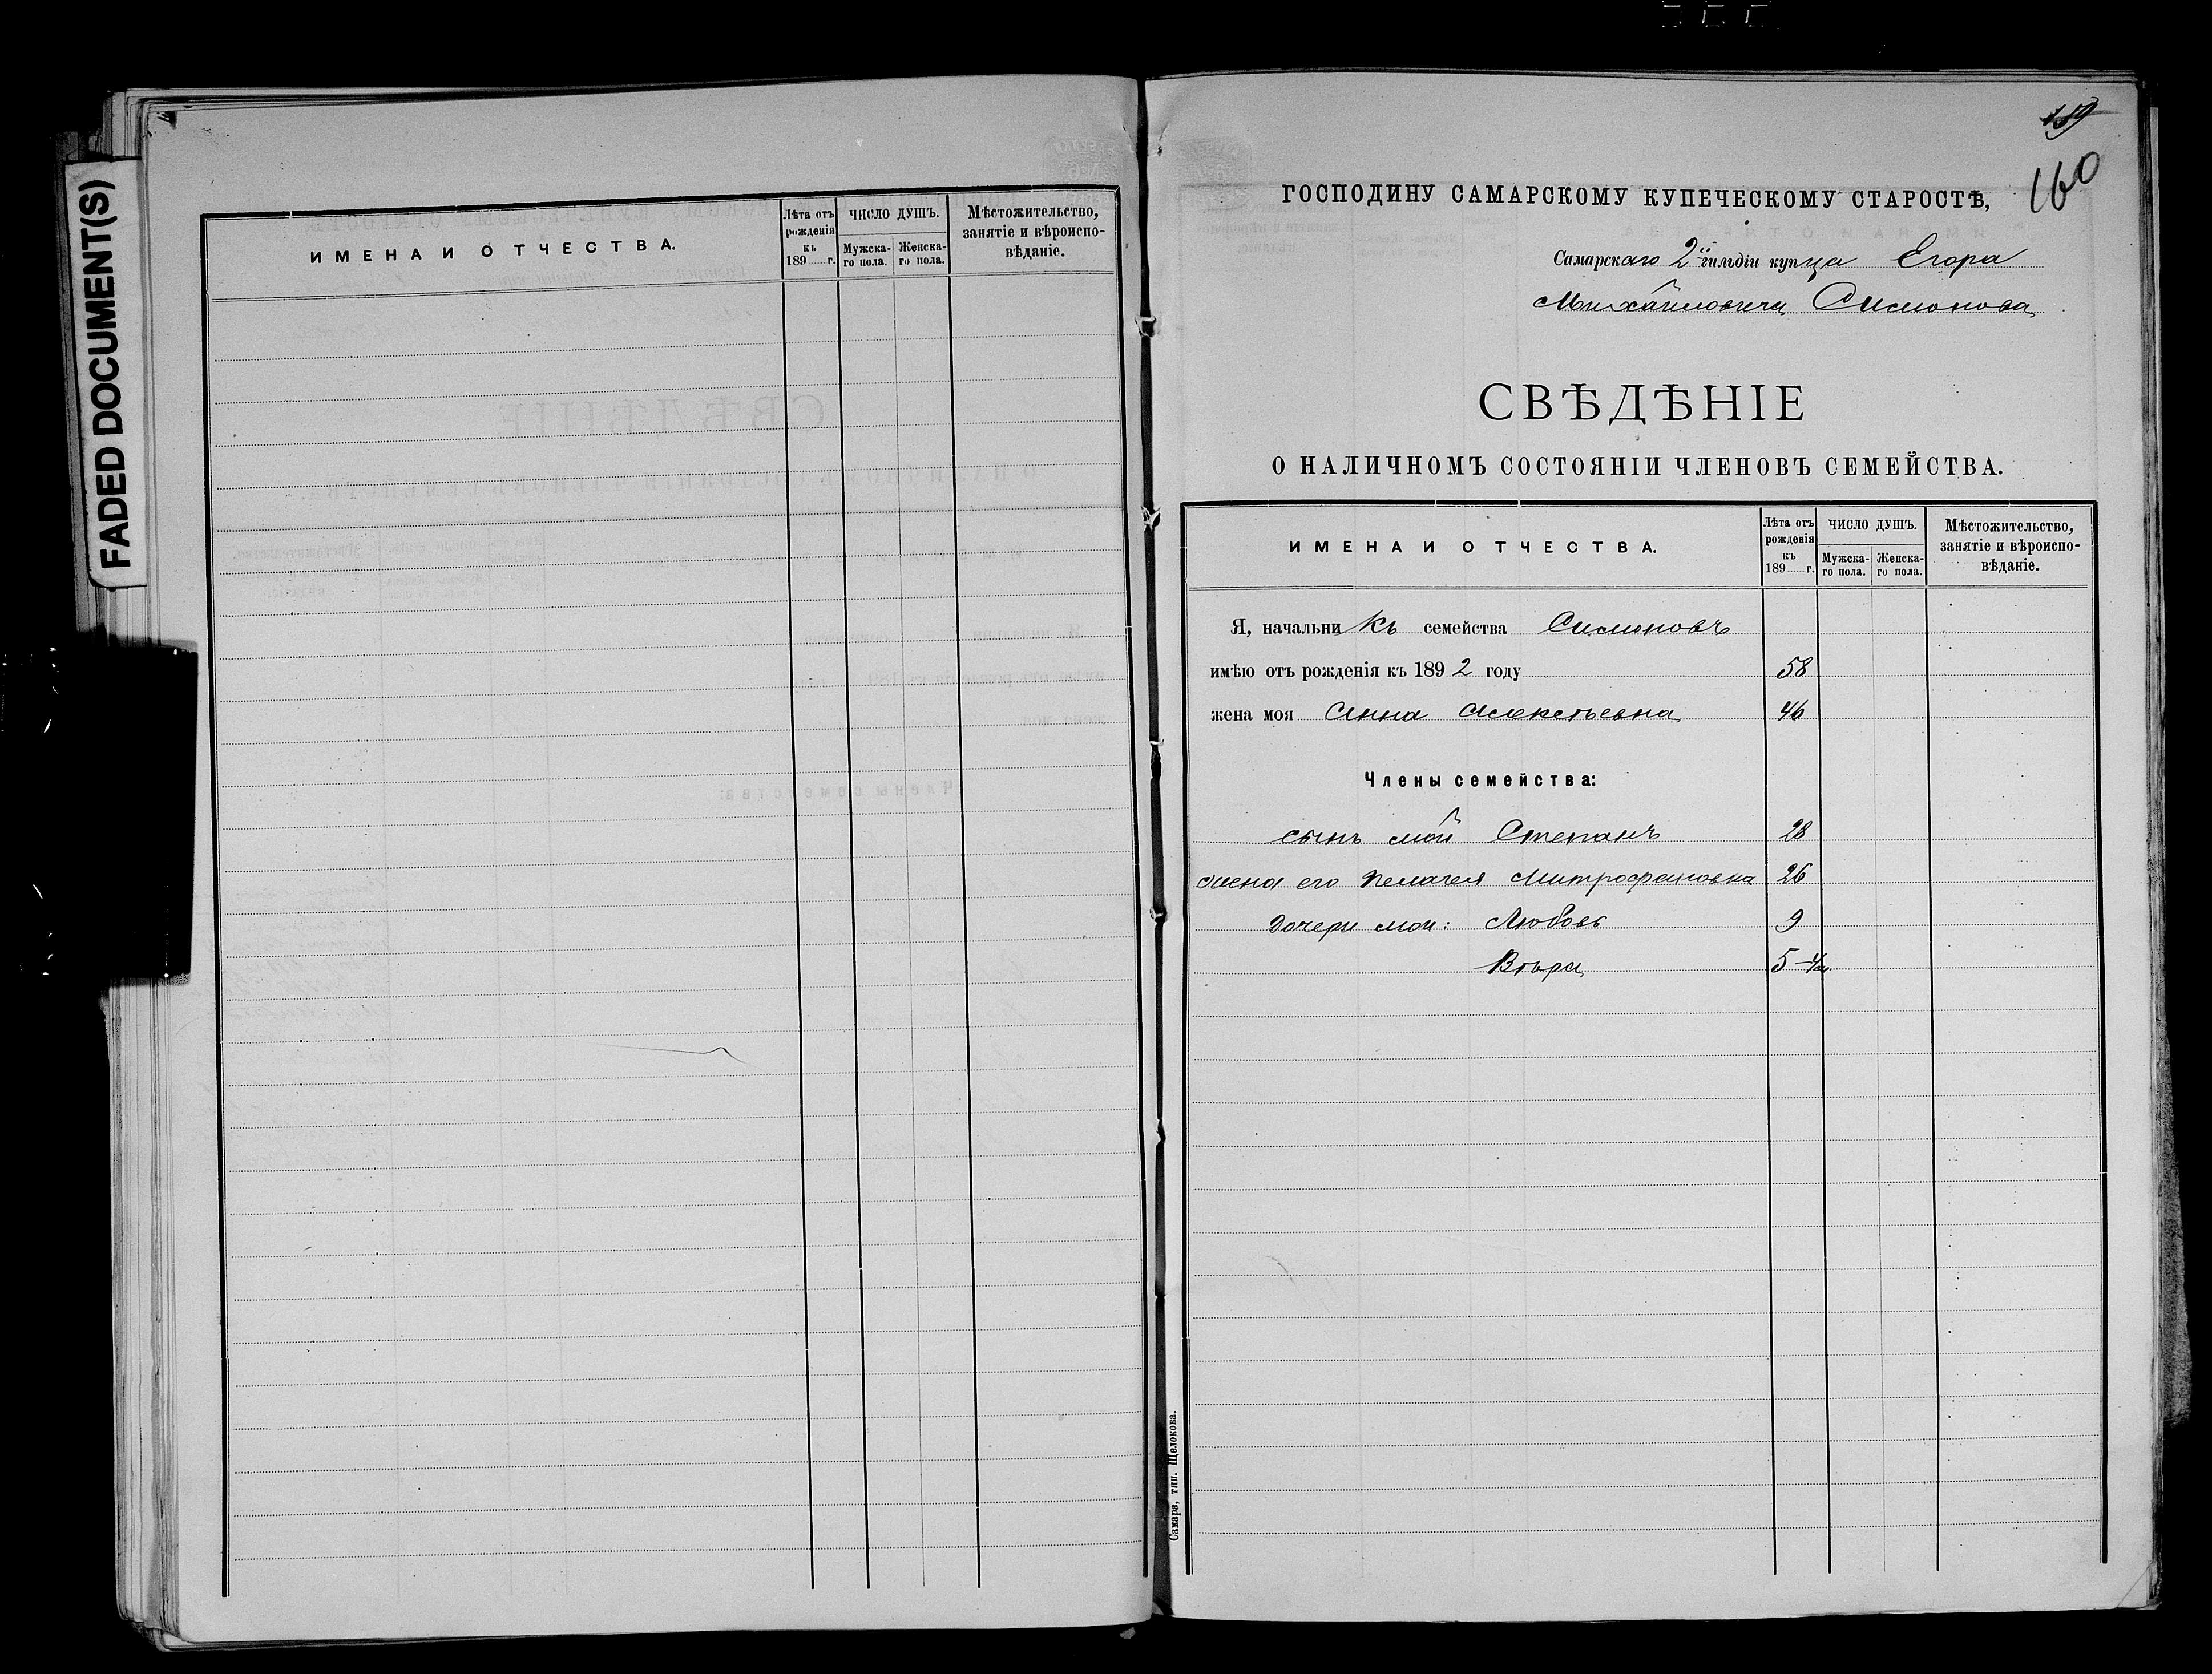 FADED DOCUMENT(S)
ИМЕНА И ОТЧЕСТВА.
Лѣта отъ рожденія къ 189 г.
ЧИСЛО ДУШЪ.
Мужска-го пола.
Женска-го пола.
Мѣстожительство, занятіе и вѣроиспо-вѣданіе.
159
160
ГОСПОДИНУ САМАРСКОМУ КУПЕЧЕСКОМУ СТАРОСТѢ,
Самарскаго 2й гильдіи купца Егора
Михайловича Симонова
СВѢДѢНІЕ
О НАЛИЧНОМЪ СОСТОЯНІИ ЧЛЕНОВЪ СЕМЕЙСТВА.
ИМЕНА И ОТЧЕСТВА.
Лѣта отъ рожденія къ 189 г.
ЧИСЛО ДУШЪ.
Мужска-го пола.
Женска-го пола.
Мѣстожительство, занятіе и вѣроиспо-вѣданіе.
Я, начальникъ семейства Симоновъ
имѣю отъ рожденія къ 1892 году 58
жена моя Анна Алексѣевна 46
Члены семейства:
сынъ мой Степанъ 28
жена его Пелагея Митрофановна 26
дочери мои: Любовь 9
Вѣра 5
Самара, тип. Щелокова.